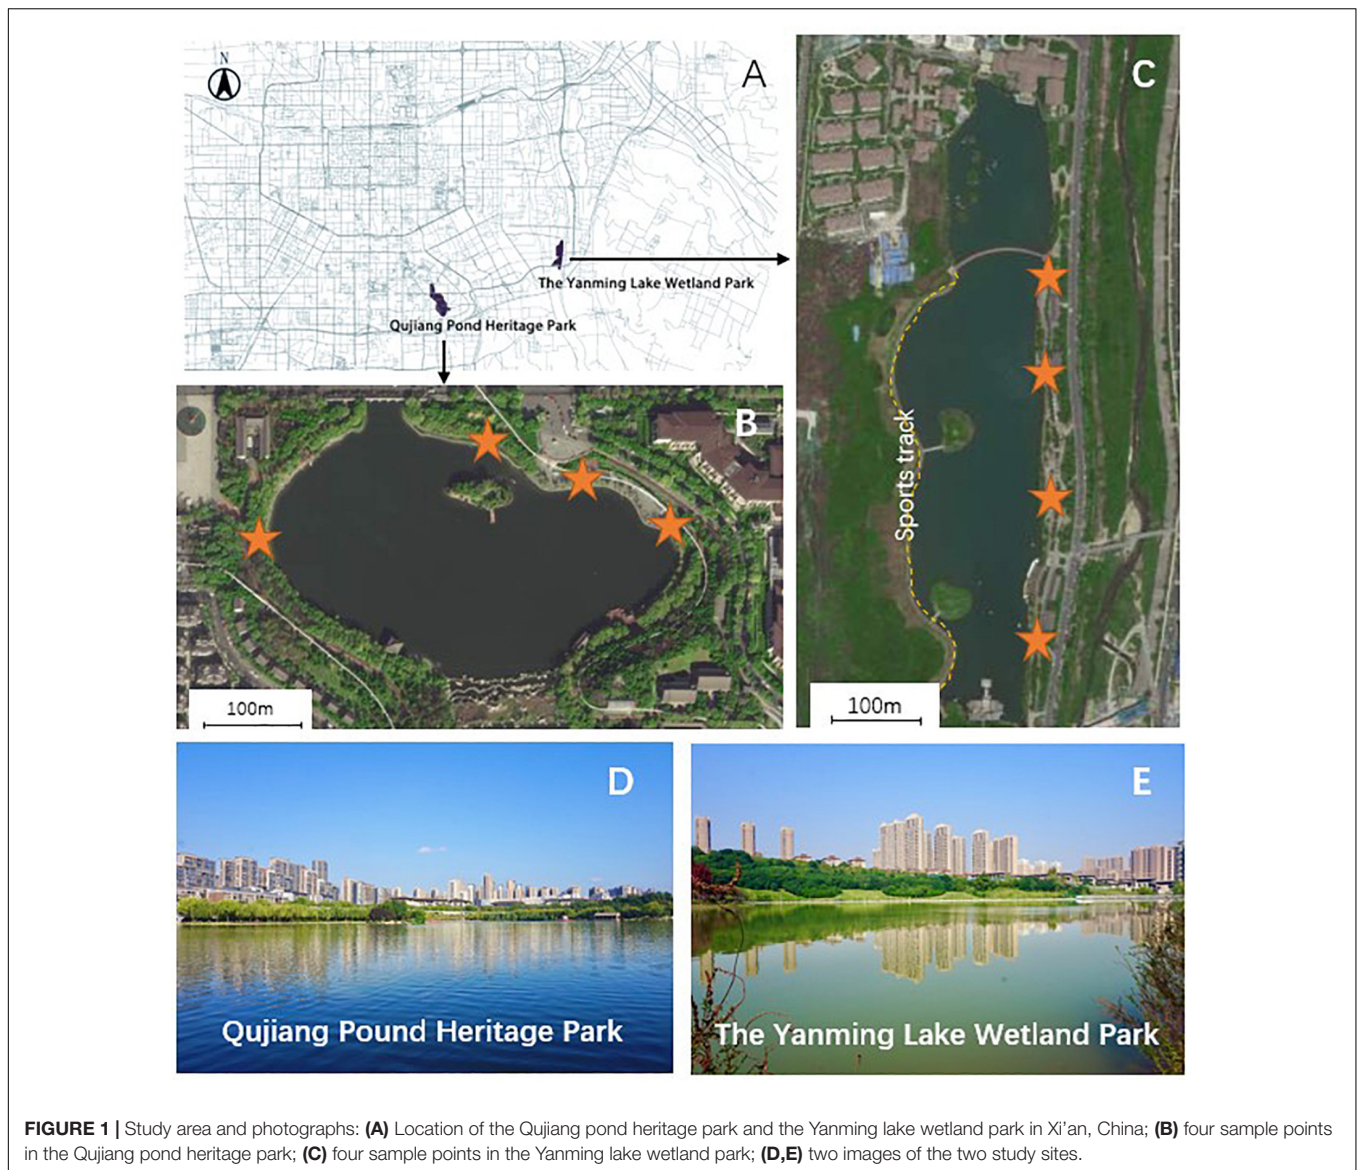 N
A
The Yanming Lake Wetland Park
Qujiang Pond Heritage Park
C
Sports track
100m
B
100m
D
Qujiang Pound Heritage Park
E
The Yanming Lake Wetland Park
FIGURE 1 | Study area and photographs: (A) Location of the Qujiang pond heritage park and the Yanming lake wetland park in Xi’an, China; (B) four sample points
in the Qujiang pond heritage park; (C) four sample points in the Yanming lake wetland park; (D,E) two images of the two study sites.